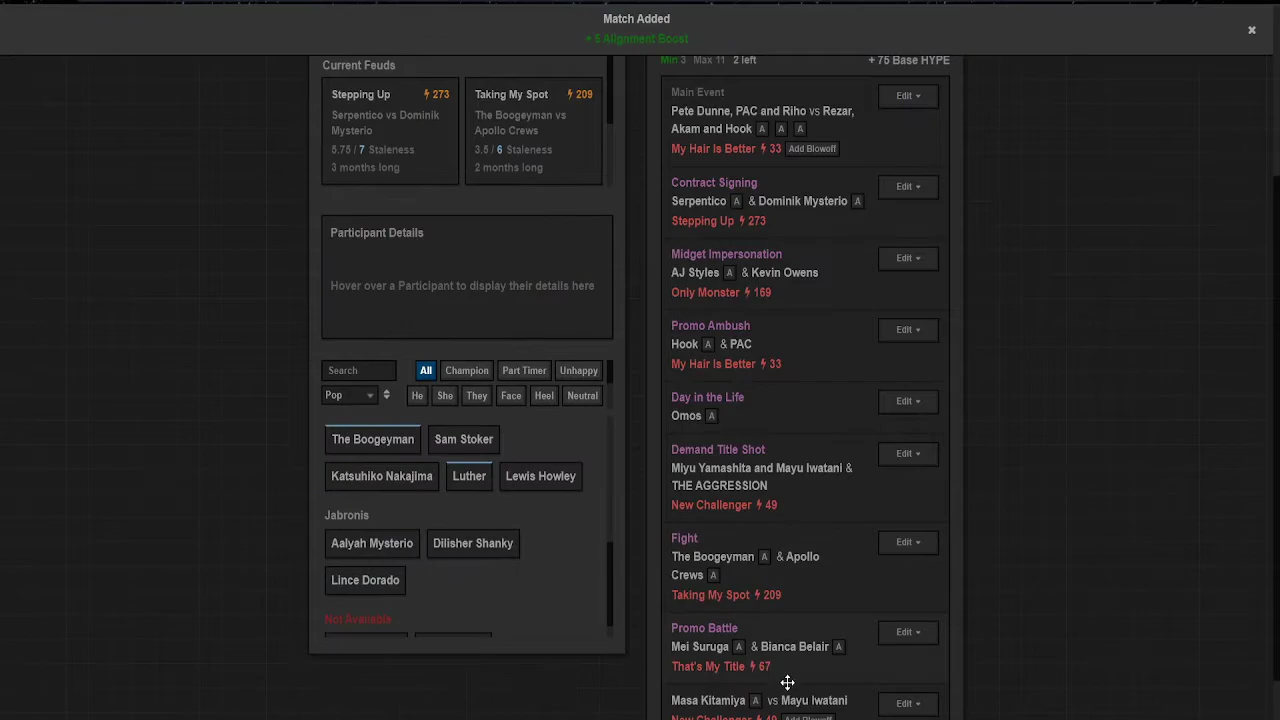 Match Added
+ 5 Alignment Boost
×
Current Feuds
Stepping Up 273
Serpentico vs Dominik
Mysterio
5.75 / 7 Staleness
3 months long
Taking My Spot 209
The Boogeyman vs
Apollo Crews
3.5 / 6 Staleness
2 months long
Participant Details
Hover over a Participant to display their details here
Search
All Champion Part Timer Unhappy
Pop He She They Face Heel Neutral
The Boogeyman Sam Stoker
Katsuhiko Nakajima Luther Lewis Howley
Jabronis
Aalyah Mysterio Dilisher Shanky
Lince Dorado
Not Available
Min 3 Max 11 2 left + 75 Base HYPE
Main Event Edit
Pete Dunne, PAC and Riho vs Rezar,
Akam and Hook A A A
My Hair Is Better 33 Add Blowoff
Contract Signing Edit
Serpentico A & Dominik Mysterio A
Stepping Up 273
Midget Impersonation Edit
AJ Styles A & Kevin Owens
Only Monster 169
Promo Ambush Edit
Hook A & PAC
My Hair Is Better 33
Day in the Life Edit
Omos A
Demand Title Shot Edit
Miyu Yamashita and Mayu Iwatani &
THE AGGRESSION
New Challenger 49
Fight Edit
The Boogeyman A & Apollo
Crews A
Taking My Spot 209
Promo Battle Edit
Mei Suruga A & Bianca Belair A
That's My Title 67
Masa Kitamiya A vs Mayu Iwatani Edit
New Challenger 49 Add Blowoff